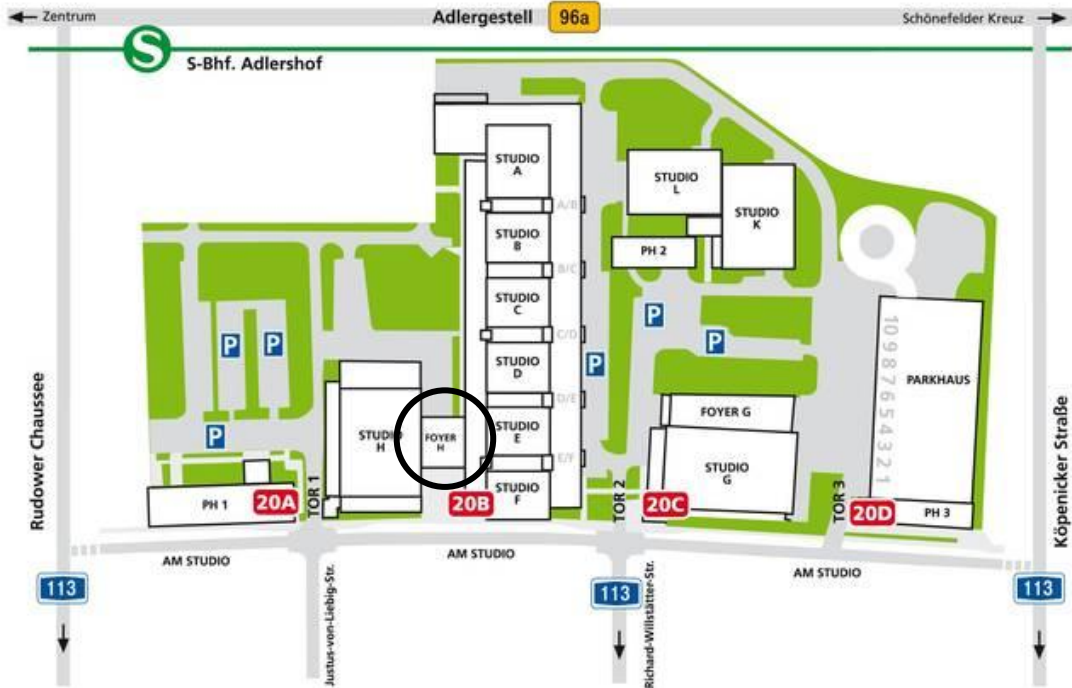 Zentrum
Adlergestell 96a
Schönefelder Kreuz
S
S-Bhf. Adlershof
STUDIO
A
A/B
STUDIO
B
B/C
STUDIO
C
C/D
STUDIO
D
D/E
STUDIO
E
E/F
STUDIO
F
STUDIO
L
STUDIO
K
PH 2
P
P
P
P
P
P
10 9 8 7 6 5 4 3 2 1
PARKHAUS
FOYER G
STUDIO
G
STUDIO
H
FOYER
H
PH 1
20A
TOR 1
20B
TOR 2
20C
TOR 3
20D
PH 3
Rudower Chaussee
Köpenicker Straße
AM STUDIO
AM STUDIO
AM STUDIO
113
Justus-von-Liebig-Str.
113
Richard-Willstätter-Str.
113